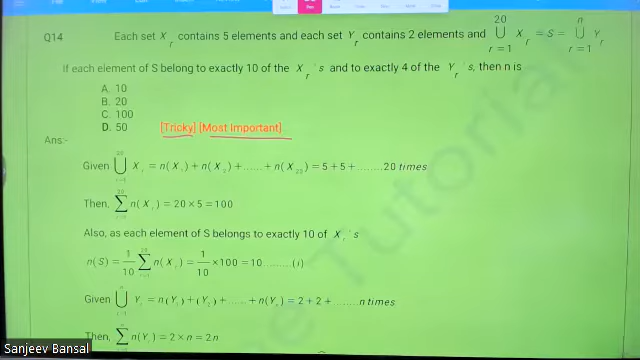 Q14 Each set X_r contains 5 elements and each set Y_r contains 2 elements and ⋃_{r=1}^{20} X_r = S = ⋃_{r=1}^{n} Y_r
If each element of S belong to exactly 10 of the X_r's and to exactly 4 of the Y_r's, then n is
A. 10
B. 20
C. 100
D. 50 [Tricky] [Most Important]
Ans:-
Given ⋃_{r=1}^{20} X_r = n(X_1) + n(X_2) + ...... + n(X_20) = 5 + 5 + ........ 20 times
Then, ∑_{r=1}^{20} n(X_r) = 20 × 5 = 100
Also, as each element of S belongs to exactly 10 of X_r's
n(S) = 1/10 ∑_{r=1}^{20} n(X_r) = 1/10 × 100 = 10 ........(i)
Given ⋃_{r=1}^{n} Y_r = n(Y_1) + (Y_2) + ...... + n(Y_n) = 2 + 2 + ........ n times
Then, ∑ n(Y_r) = 2 × n = 2n
Sanjeev Bansal